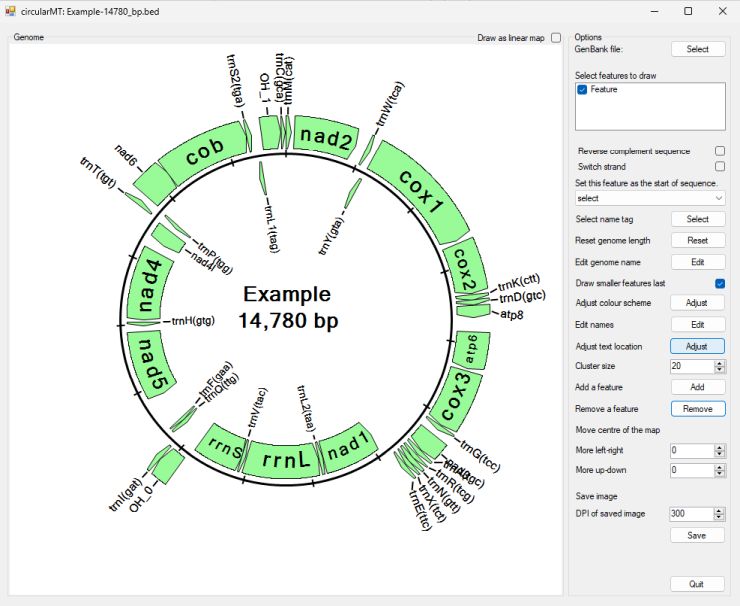 circularMT: Example-14780_bp.bed
Genome
Draw as linear map
trnS2(tga)
OH_1
trnC(gca)
trnM(cat)
nad2
trnW(tca)
cox1
cox2
trnK(ctt)
trnD(gtc)
atp8
atp6
cox3
trnG(tcc)
trnR(tcg)
trnN(gtt)
trnX(tct)
trnE(ttc)
nad1
trnL2(taa)
rrnL
trnV(tac)
rrnS
OH_0
trnI(gat)
trnQ(ttg)
trnF(gaa)
nad5
trnH(gtg)
nad4
nad4l
trnP(tgg)
trnT(tgt)
nad6
cob
trnL1(tag)
trnY(gta)
Example
14,780 bp
Options
GenBank file:
Select
Select features to draw
Feature
Reverse complement sequence
Switch strand
Set this feature as the start of sequence.
select
Select name tag
Select
Reset genome length
Reset
Edit genome name
Edit
Draw smaller features last
Adjust colour scheme
Adjust
Edit names
Edit
Adjust text location
Adjust
Cluster size
20
Add a feature
Add
Remove a feature
Remove
Move centre of the map
More left-right
0
More up-down
0
Save image
DPI of saved image
300
Save
Quit